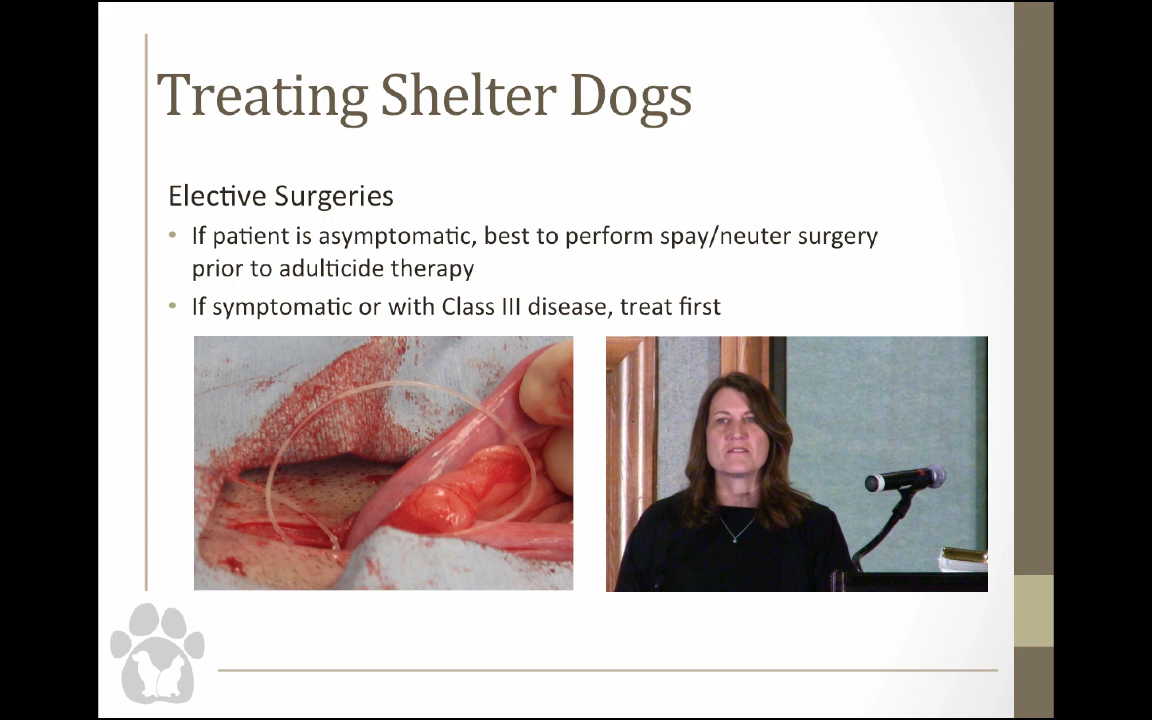 Treating Shelter Dogs
Elective Surgeries
• If patient is asymptomatic, best to perform spay/neuter surgery
prior to adulticide therapy
• If symptomatic or with Class III disease, treat first